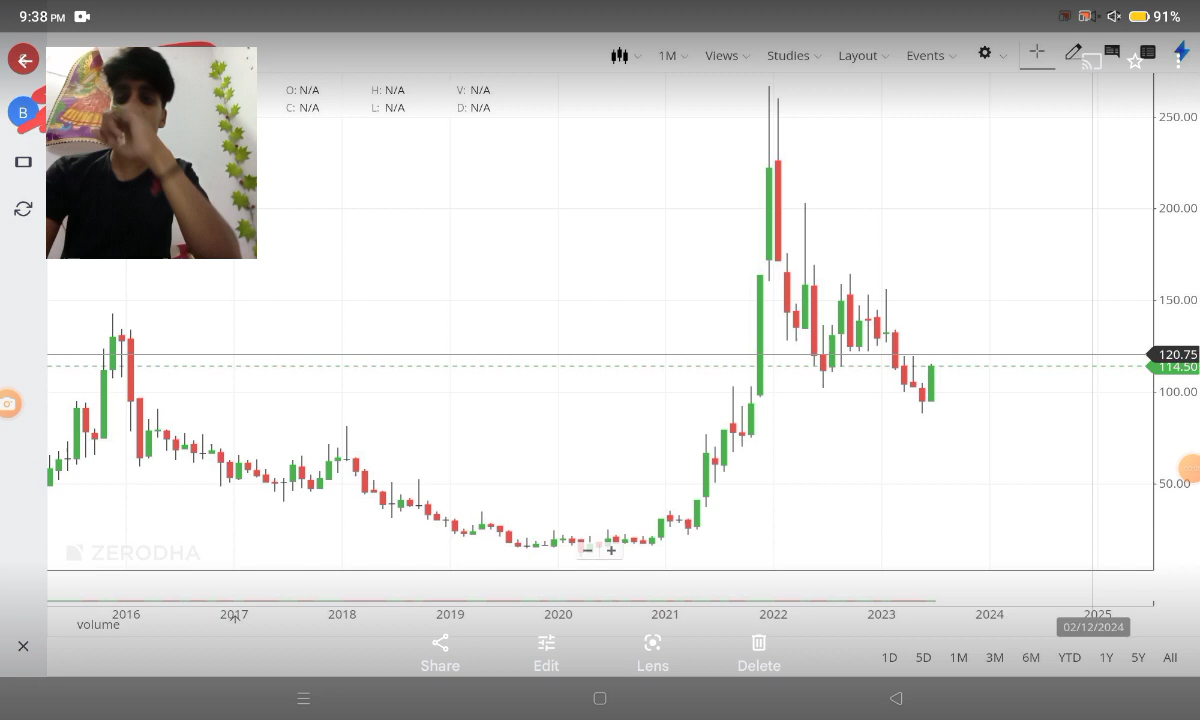 9:38 PM
91%
1M Views Studies Layout Events
B
O: N/A H: N/A V: N/A
C: N/A L: N/A D: N/A
250.00
200.00
150.00
120.75
114.50
100.00
50.00
ZERODHA
− +
2016 2017 2018 2019 2020 2021 2022 2023 2024 2025
volume
02/12/2024
1D 5D 1M 3M 6M YTD 1Y 5Y All
Share Edit Lens Delete